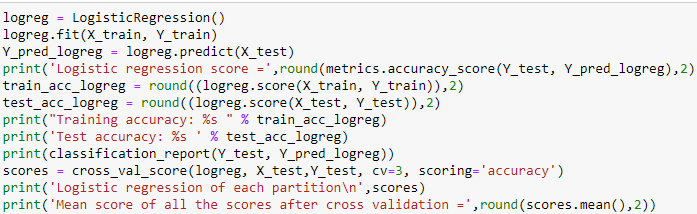 logreg = LogisticRegression()
logreg.fit(X_train, Y_train)
Y_pred_logreg = logreg.predict(X_test)
print('Logistic regression score =',round(metrics.accuracy_score(Y_test, Y_pred_logreg),2)
train_acc_logreg = round((logreg.score(X_train, Y_train)),2)
test_acc_logreg = round((logreg.score(X_test, Y_test)),2)
print("Training accuracy: %s " % train_acc_logreg)
print('Test accuracy: %s ' % test_acc_logreg)
print(classification_report(Y_test, Y_pred_logreg))
scores = cross_val_score(logreg, X_test,Y_test, cv=3, scoring='accuracy')
print('Logistic regression of each partition\n',scores)
print('Mean score of all the scores after cross validation =',round(scores.mean(),2))